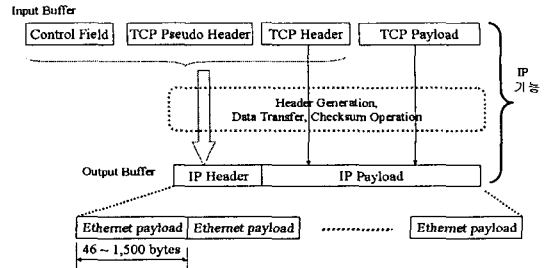 Input Buffer
Control Field TCP Pseudo Header TCP Header TCP Payload
IP
기능
Header Generation,
Data Transfer, Checksum Operation
Output Buffer IP Header IP Payload
Ethernet payload Ethernet payload Ethernet payload
46 ~ 1,500 bytes